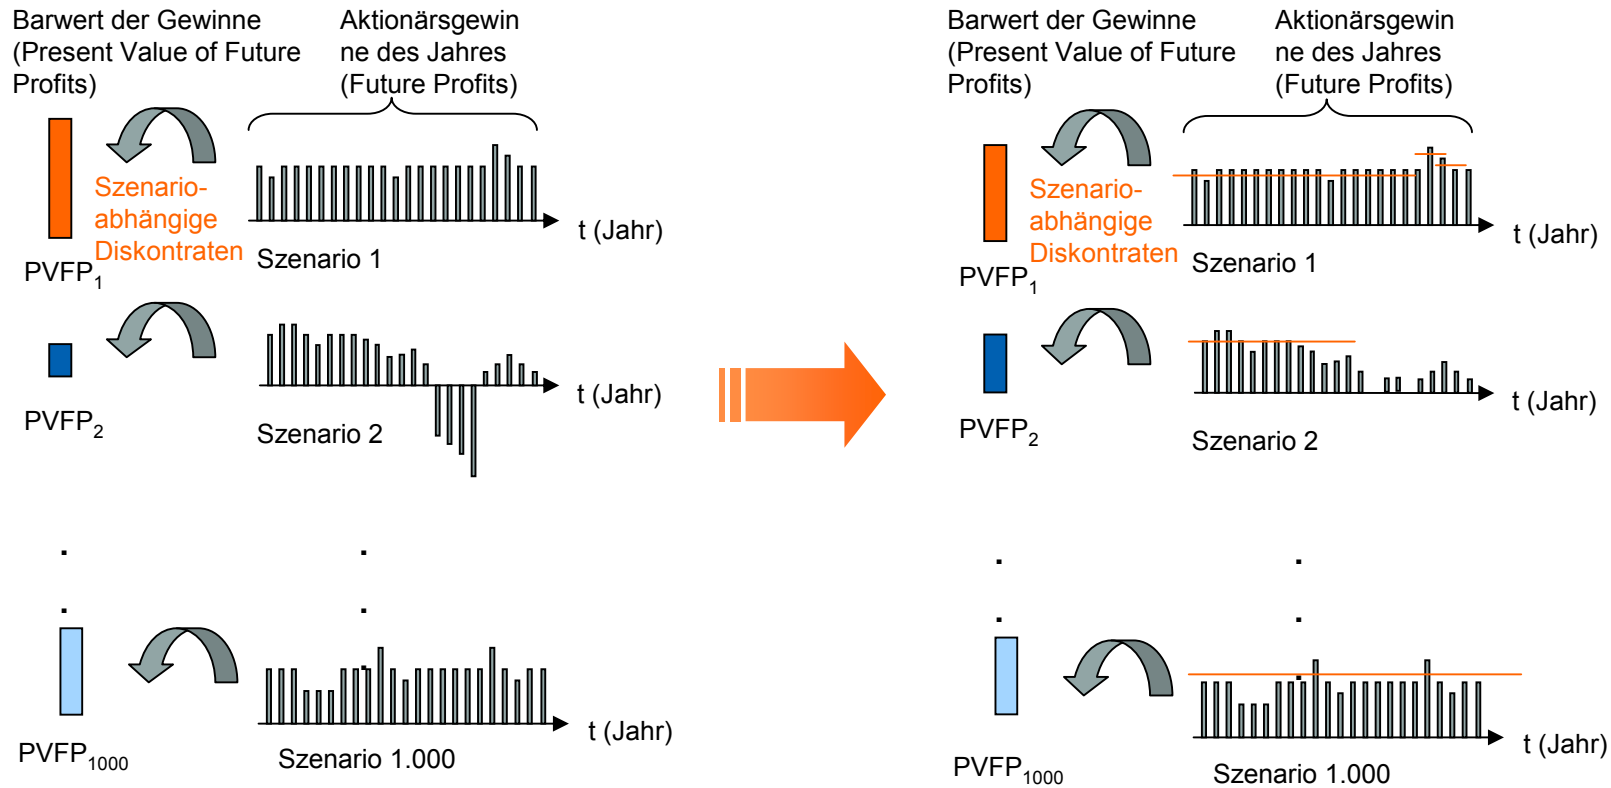 Barwert der Gewinne
(Present Value of Future
Profits)
Aktionärsgewin
ne des Jahres
(Future Profits)
Szenario-
abhängige
Diskontraten
PVFP1
t (Jahr)
Szenario 1
PVFP2
t (Jahr)
Szenario 2
.
.
.
.
.
PVFP1000
t (Jahr)
Szenario 1.000
Barwert der Gewinne
(Present Value of Future
Profits)
Aktionärsgewin
ne des Jahres
(Future Profits)
Szenario-
abhängige
Diskontraten
PVFP1
t (Jahr)
Szenario 1
PVFP2
t (Jahr)
Szenario 2
.
.
.
.
.
PVFP1000
t (Jahr)
Szenario 1.000